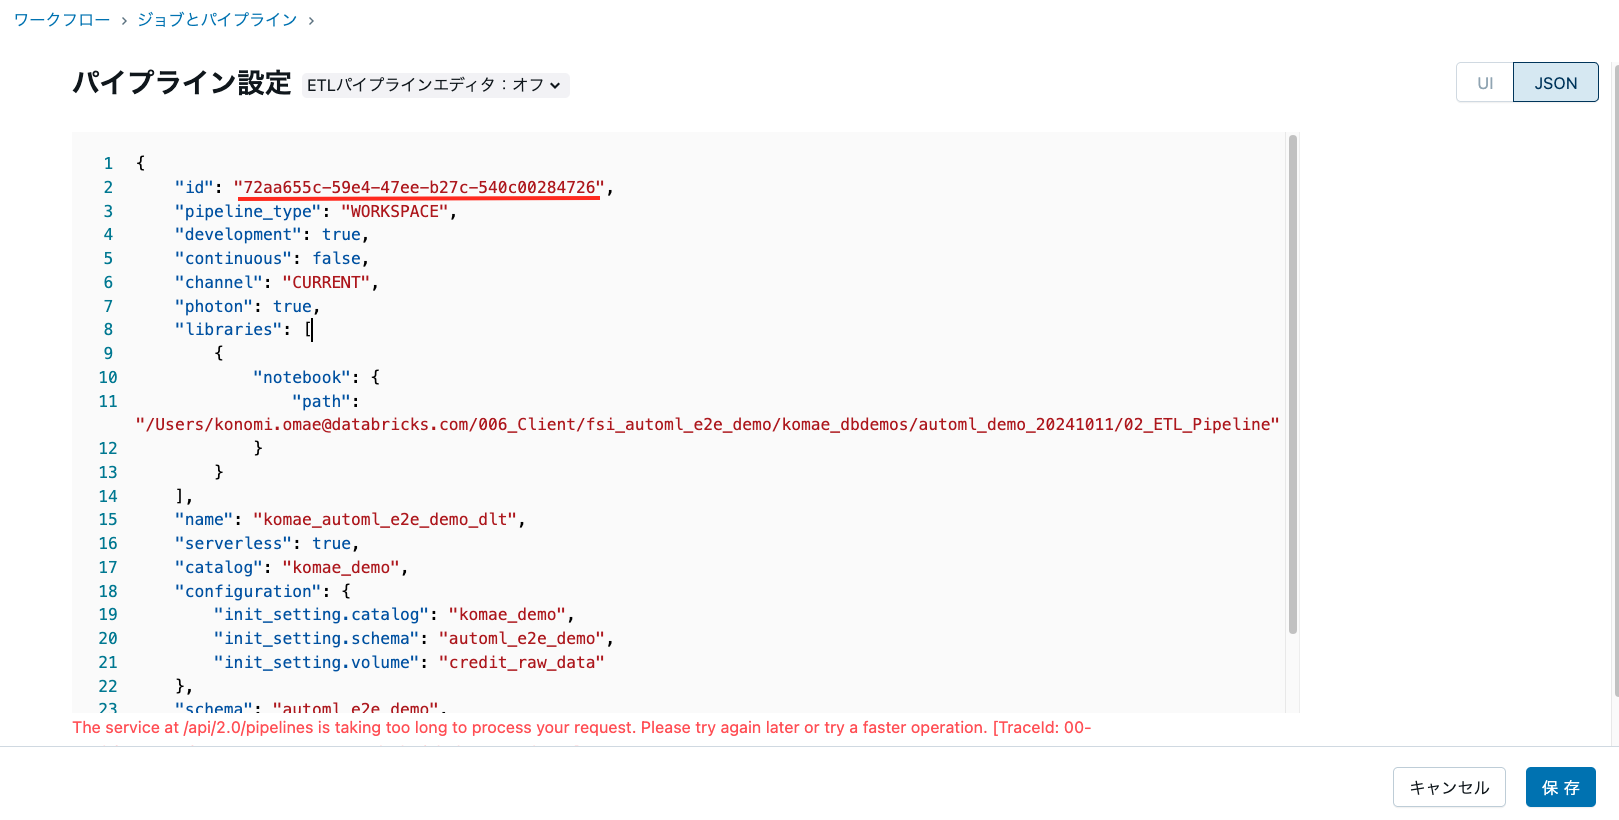 ワークフロー › ジョブとパイプライン ›
パイプライン設定 ETLパイプラインエディタ：オフ
UI JSON
1 {
2 "id": "72aa655c-59e4-47ee-b27c-540c00284726",
3 "pipeline_type": "WORKSPACE",
4 "development": true,
5 "continuous": false,
6 "channel": "CURRENT",
7 "photon": true,
8 "libraries": [
9 {
10 "notebook": {
11 "path":
"/Users/konomi.omae@databricks.com/006_Client/fsi_automl_e2e_demo/komae_dbdemos/automl_demo_20241011/02_ETL_Pipeline"
12 }
13 }
14 ],
15 "name": "komae_automl_e2e_demo_dlt",
16 "serverless": true,
17 "catalog": "komae_demo",
18 "configuration": {
19 "init_setting.catalog": "komae_demo",
20 "init_setting.schema": "automl_e2e_demo",
21 "init_setting.volume": "credit_raw_data"
22 },
23 "schema": "automl_e2e_demo",
The service at /api/2.0/pipelines is taking too long to process your request. Please try again later or try a faster operation. [TraceId: 00-
キャンセル 保存